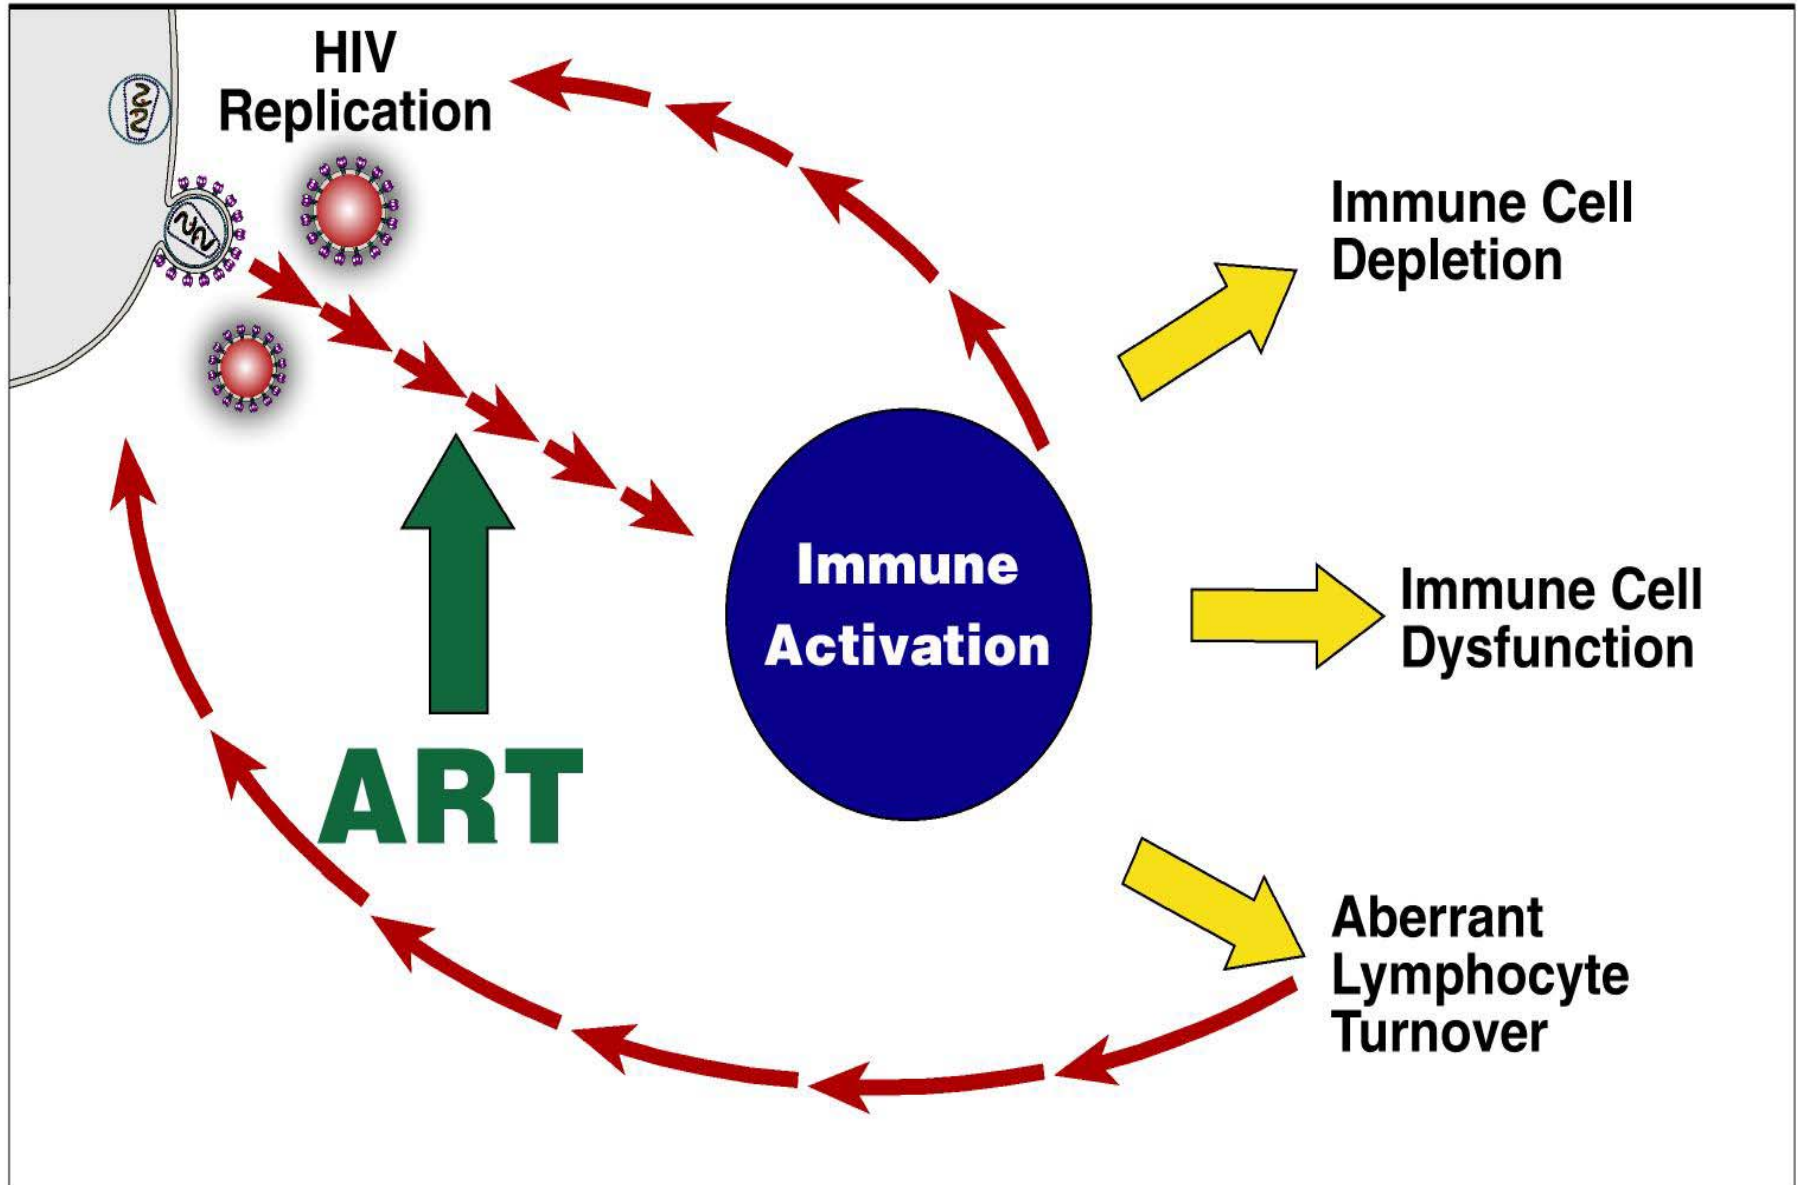 HIV
Replication
Immune Cell
Depletion
Immune
Activation
Immune Cell
Dysfunction
ART
Aberrant
Lymphocyte
Turnover